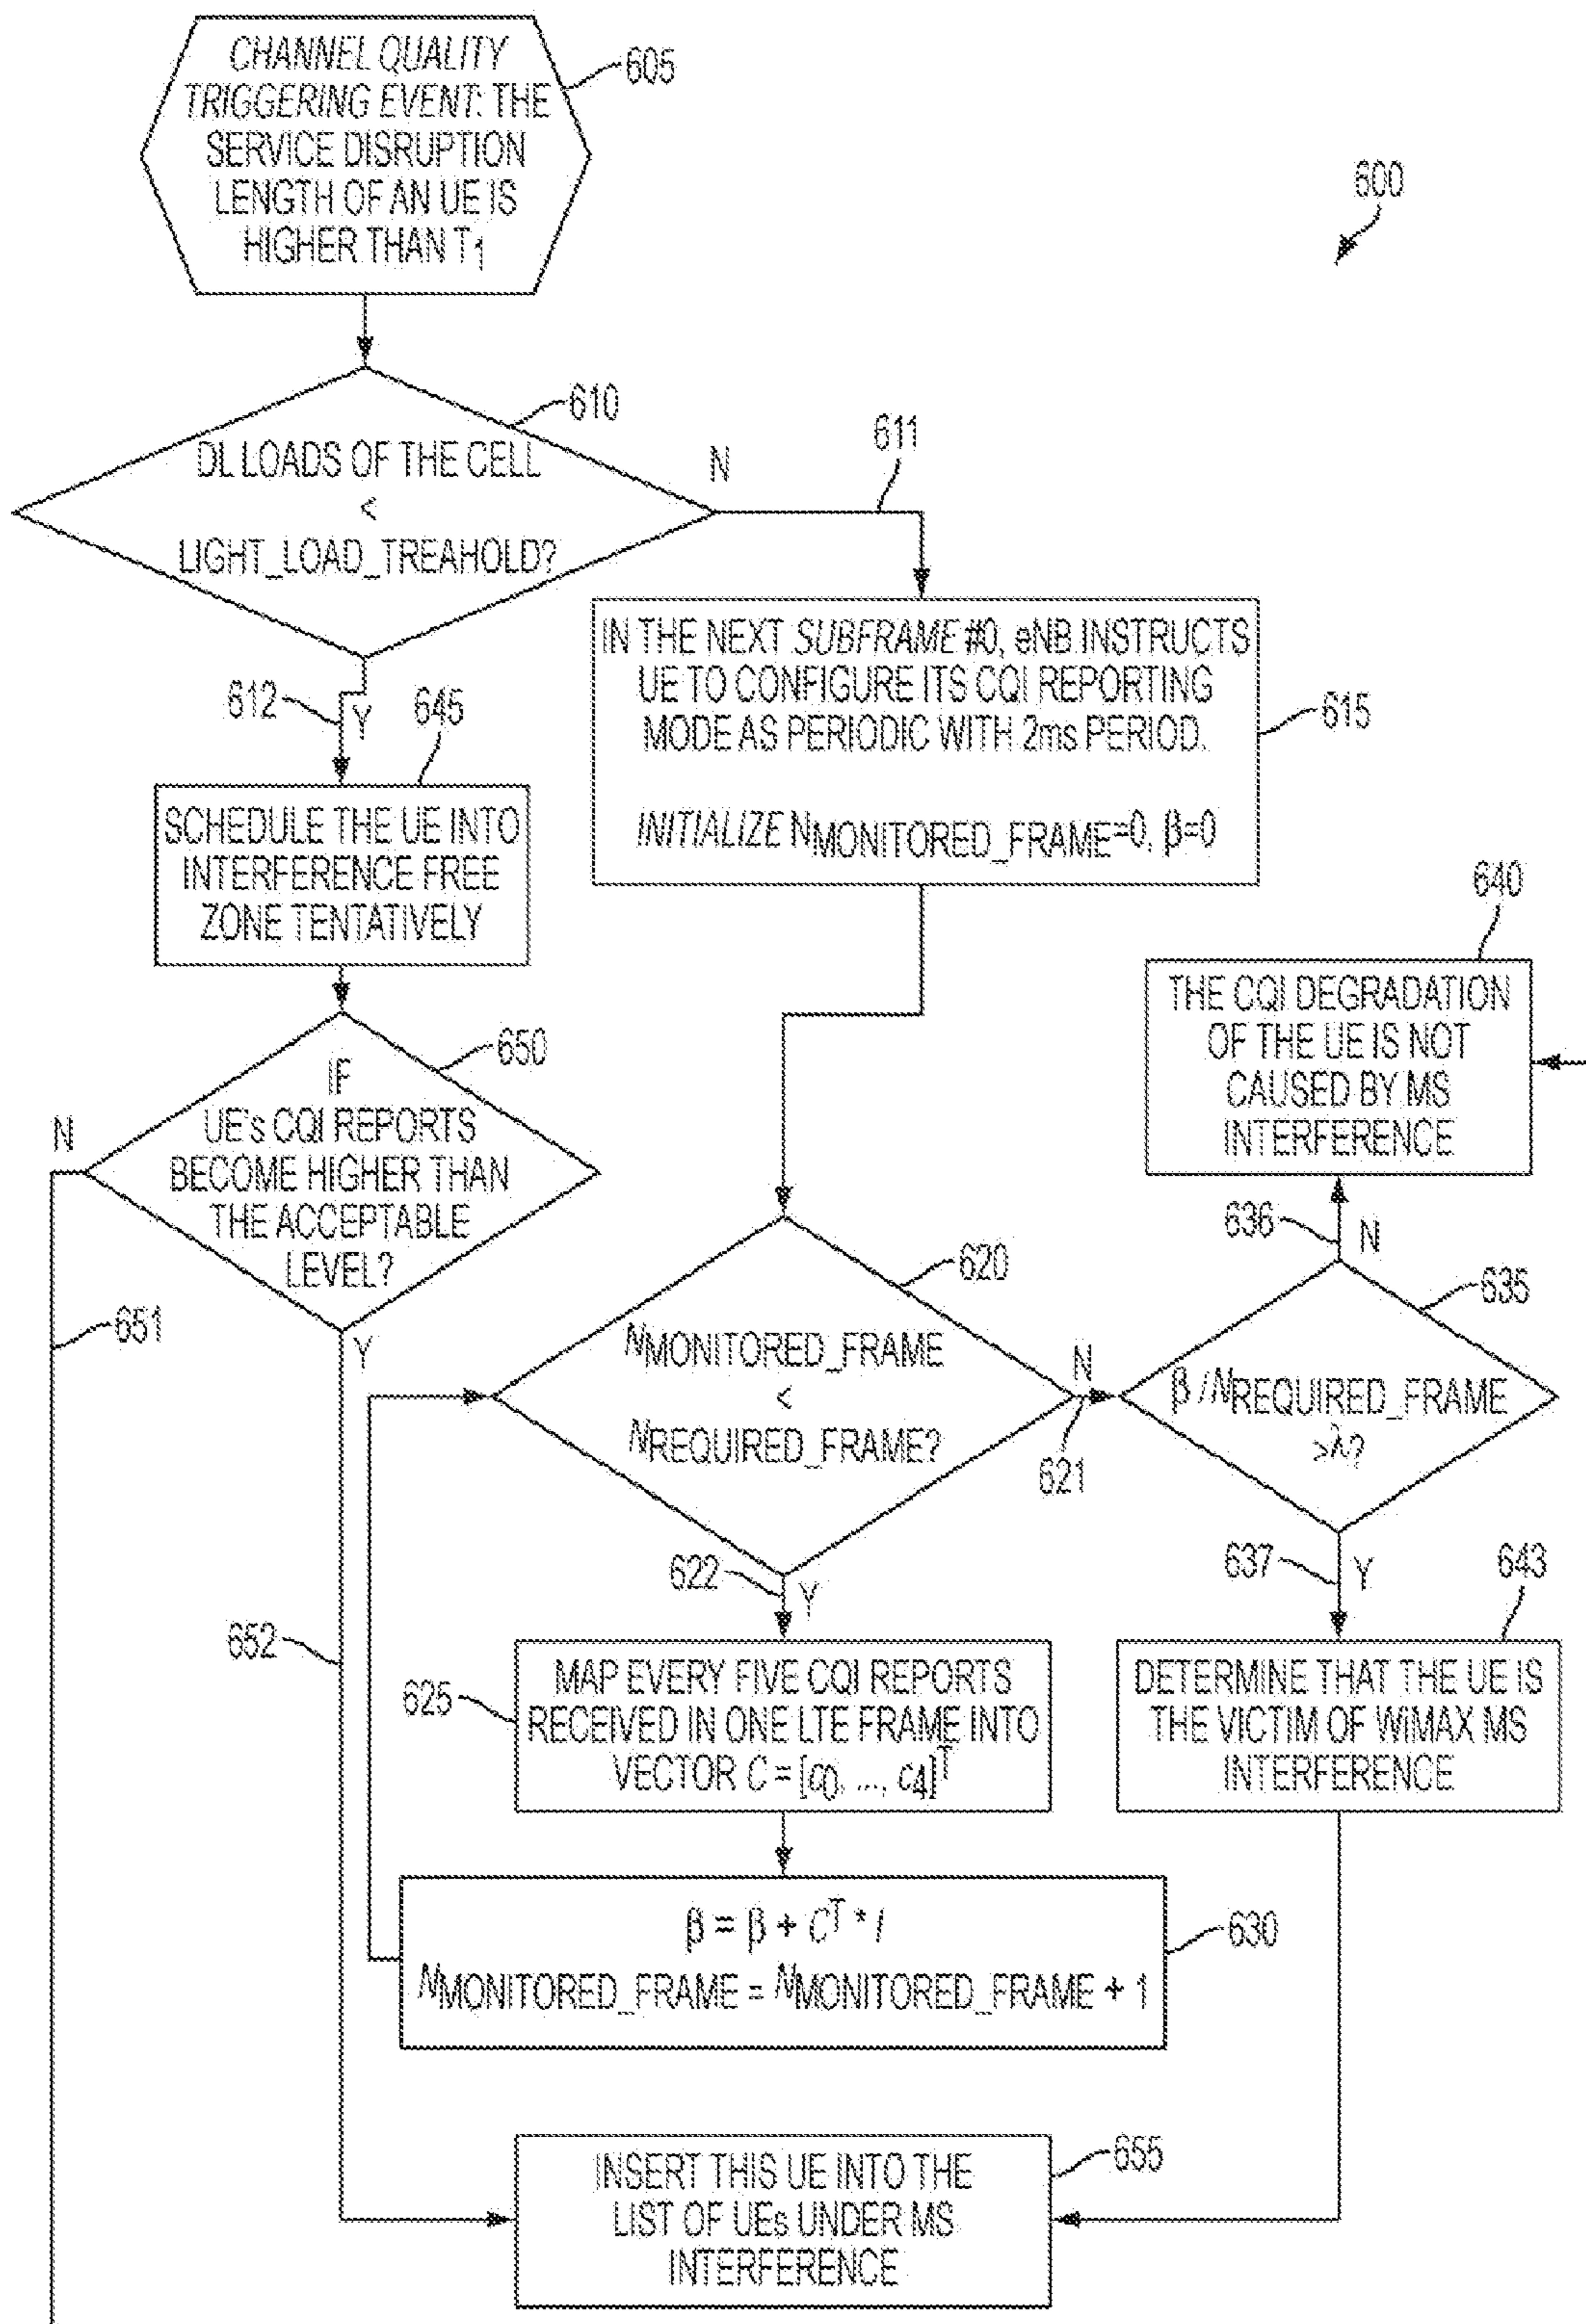 CHANNEL QUALITY
TRIGGERING EVENT: THE
SERVICE DISRUPTION
LENGTH OF AN UE IS
HIGHER THAN T1
605
600
DL LOADS OF THE CELL
<
LIGHT_LOAD_TREAHOLD?
610
N
611
612
Y
645
IN THE NEXT SUBFRAME #0, eNB INSTRUCTS
UE TO CONFIGURE ITS CQI REPORTING
MODE AS PERIODIC WITH 2ms PERIOD.
INITIALIZE NMONITORED_FRAME=0, β=0
615
SCHEDULE THE UE INTO
INTERFERENCE FREE
ZONE TENTATIVELY
640
THE CQI DEGRADATION
OF THE UE IS NOT
CAUSED BY MS
INTERFERENCE
IF
UE's CQI REPORTS
BECOME HIGHER THAN
THE ACCEPTABLE
LEVEL?
650
N
651
Y
652
636
N
NMONITORED_FRAME
<
NREQUIRED_FRAME?
620
N
621
β / NREQUIRED_FRAME
>λ?
635
622
Y
637
Y
643
625
MAP EVERY FIVE CQI REPORTS
RECEIVED IN ONE LTE FRAME INTO
VECTOR C = [c0, ..., c4]T
DETERMINE THAT THE UE IS
THE VICTIM OF WiMAX MS
INTERFERENCE
β = β + CT * I
NMONITORED_FRAME = NMONITORED_FRAME + 1
630
INSERT THIS UE INTO THE
LIST OF UEs UNDER MS
INTERFERENCE
655